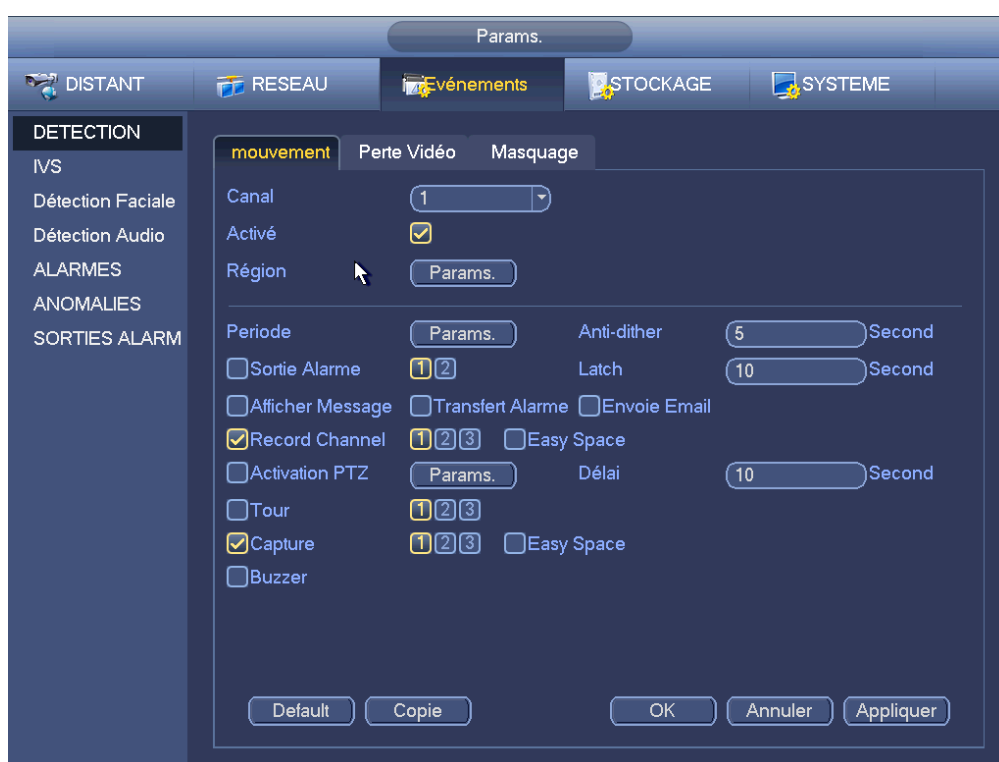 Params.
DISTANT RESEAU Evénements STOCKAGE SYSTEME
DETECTION
IVS
Détection Faciale
Détection Audio
ALARMES
ANOMALIES
SORTIES ALARM
mouvement Perte Vidéo Masquage
Canal 1
Activé
Région Params.
Periode Params. Anti-dither 5 Second
Sortie Alarme 1 2 Latch 10 Second
Afficher Message Transfert Alarme Envoie Email
Record Channel 1 2 3 Easy Space
Activation PTZ Params. Délai 10 Second
Tour 1 2 3
Capture 1 2 3 Easy Space
Buzzer
Default Copie OK Annuler Appliquer